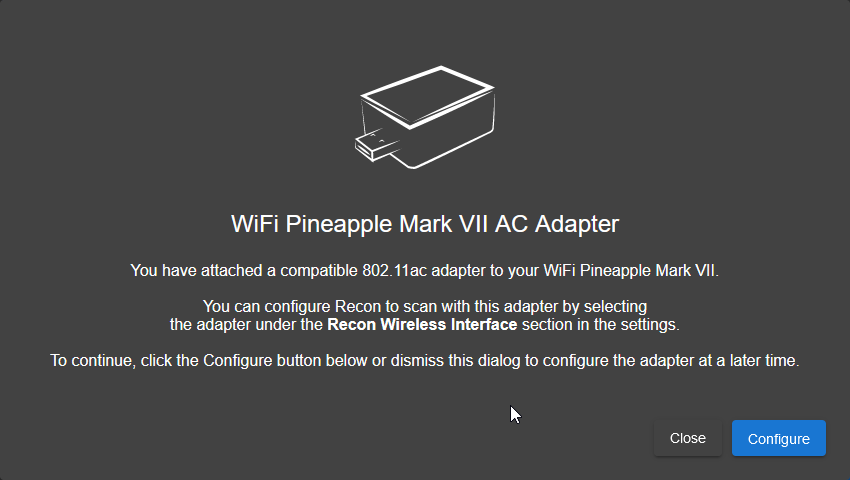 WiFi Pineapple Mark VII AC Adapter
You have attached a compatible 802.11ac adapter to your WiFi Pineapple Mark VII.
You can configure Recon to scan with this adapter by selecting
the adapter under the Recon Wireless Interface section in the settings.
To continue, click the Configure button below or dismiss this dialog to configure the adapter at a later time.
Close Configure